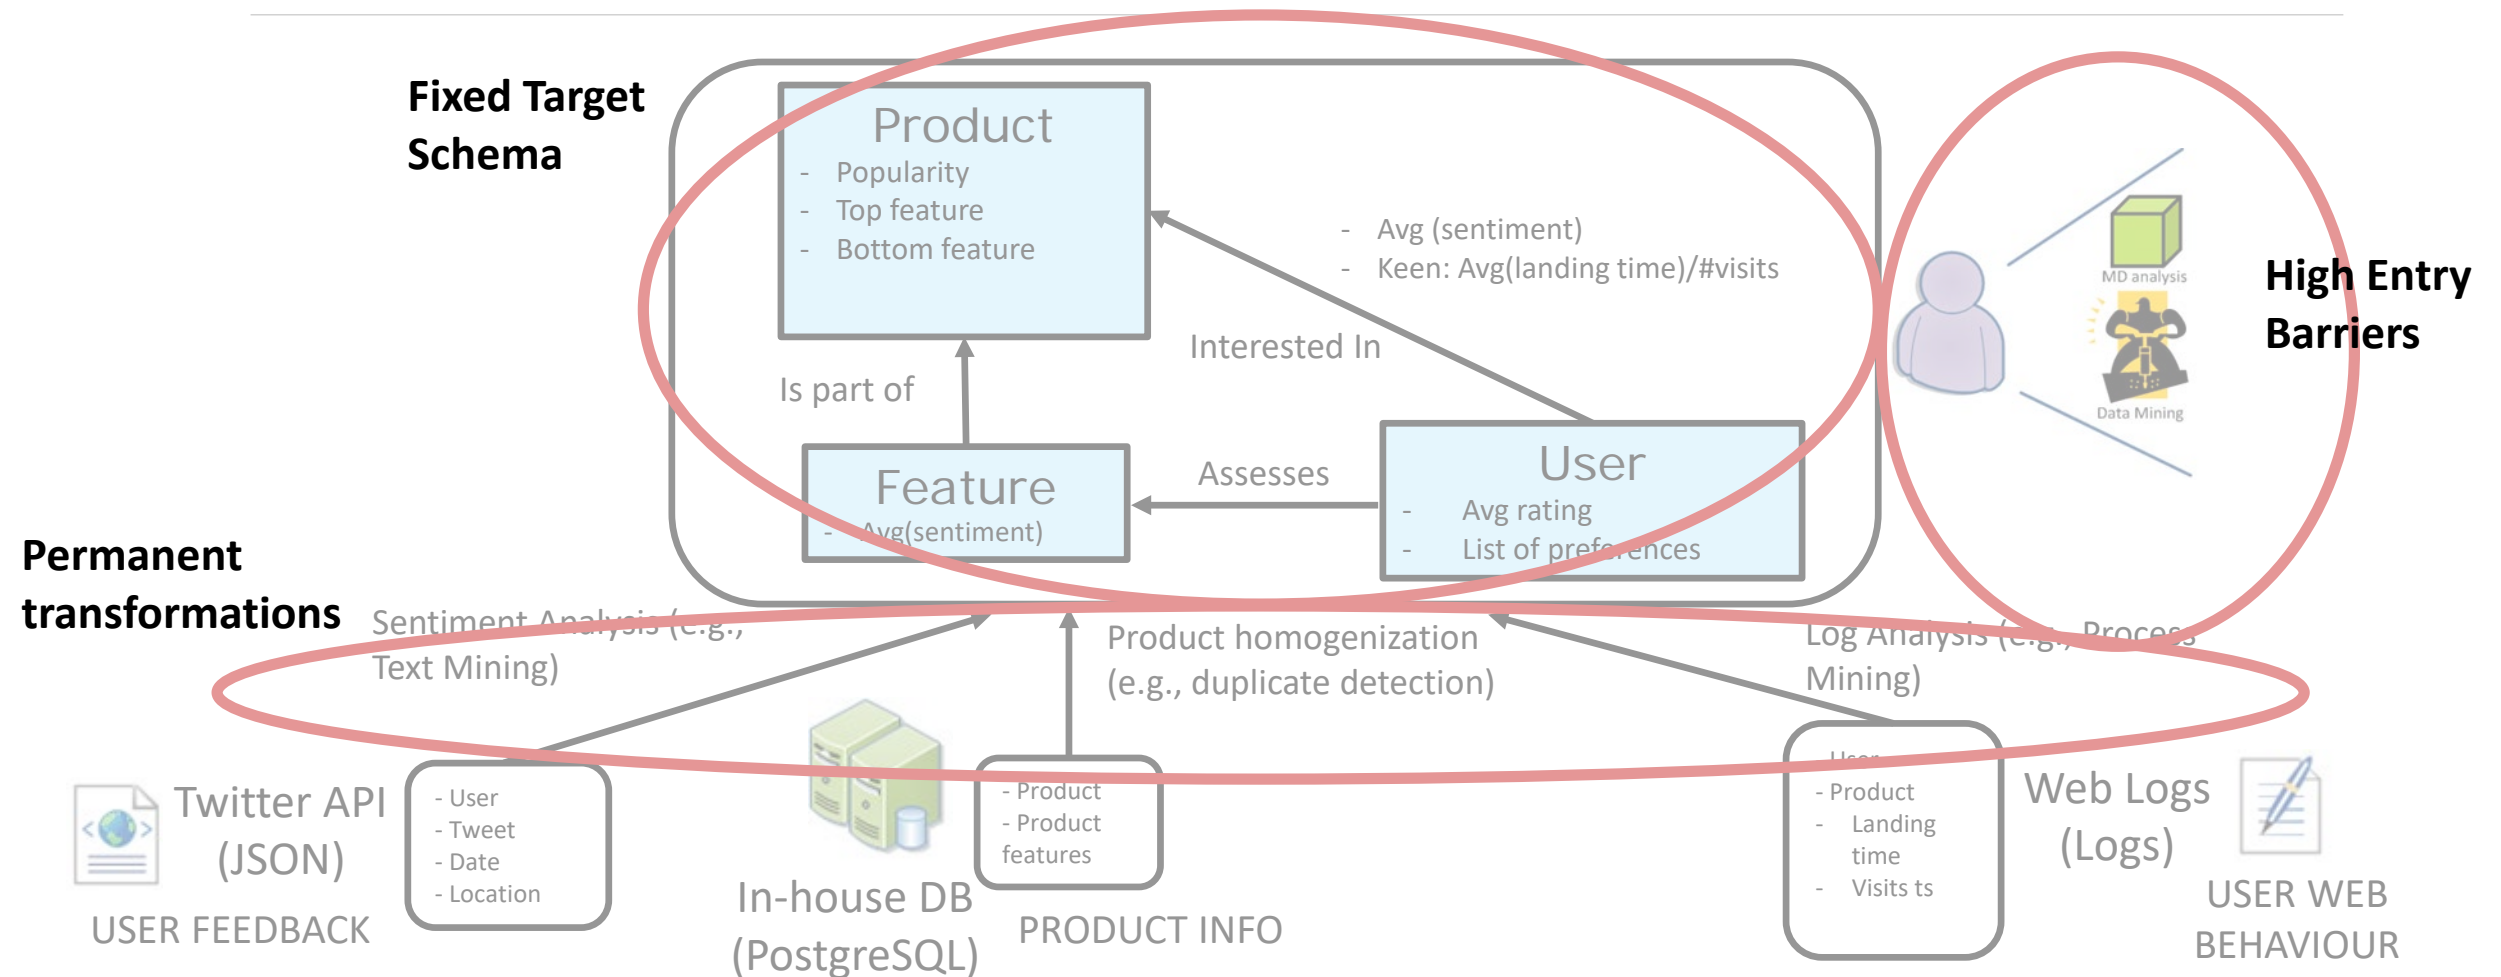 Fixed Target
Schema
Product
- Popularity
- Top feature
- Bottom feature
- Avg (sentiment)
- Keen: Avg(landing time)/#visits
MD analysis
High Entry
Barriers
Data Mining
Interested In
Is part of
Feature
- Avg(sentiment)
Assesses
User
- Avg rating
- List of preferences
Permanent
transformations
Sentiment Analysis (e.g.,
Text Mining)
Product homogenization
(e.g., duplicate detection)
Log Analysis (e.g., Process
Mining)
Twitter API
(JSON)
USER FEEDBACK
- User
- Tweet
- Date
- Location
In-house DB
(PostgreSQL)
- Product
- Product
features
PRODUCT INFO
- User
- Product
- Landing
time
- Visits ts
Web Logs
(Logs)
USER WEB
BEHAVIOUR